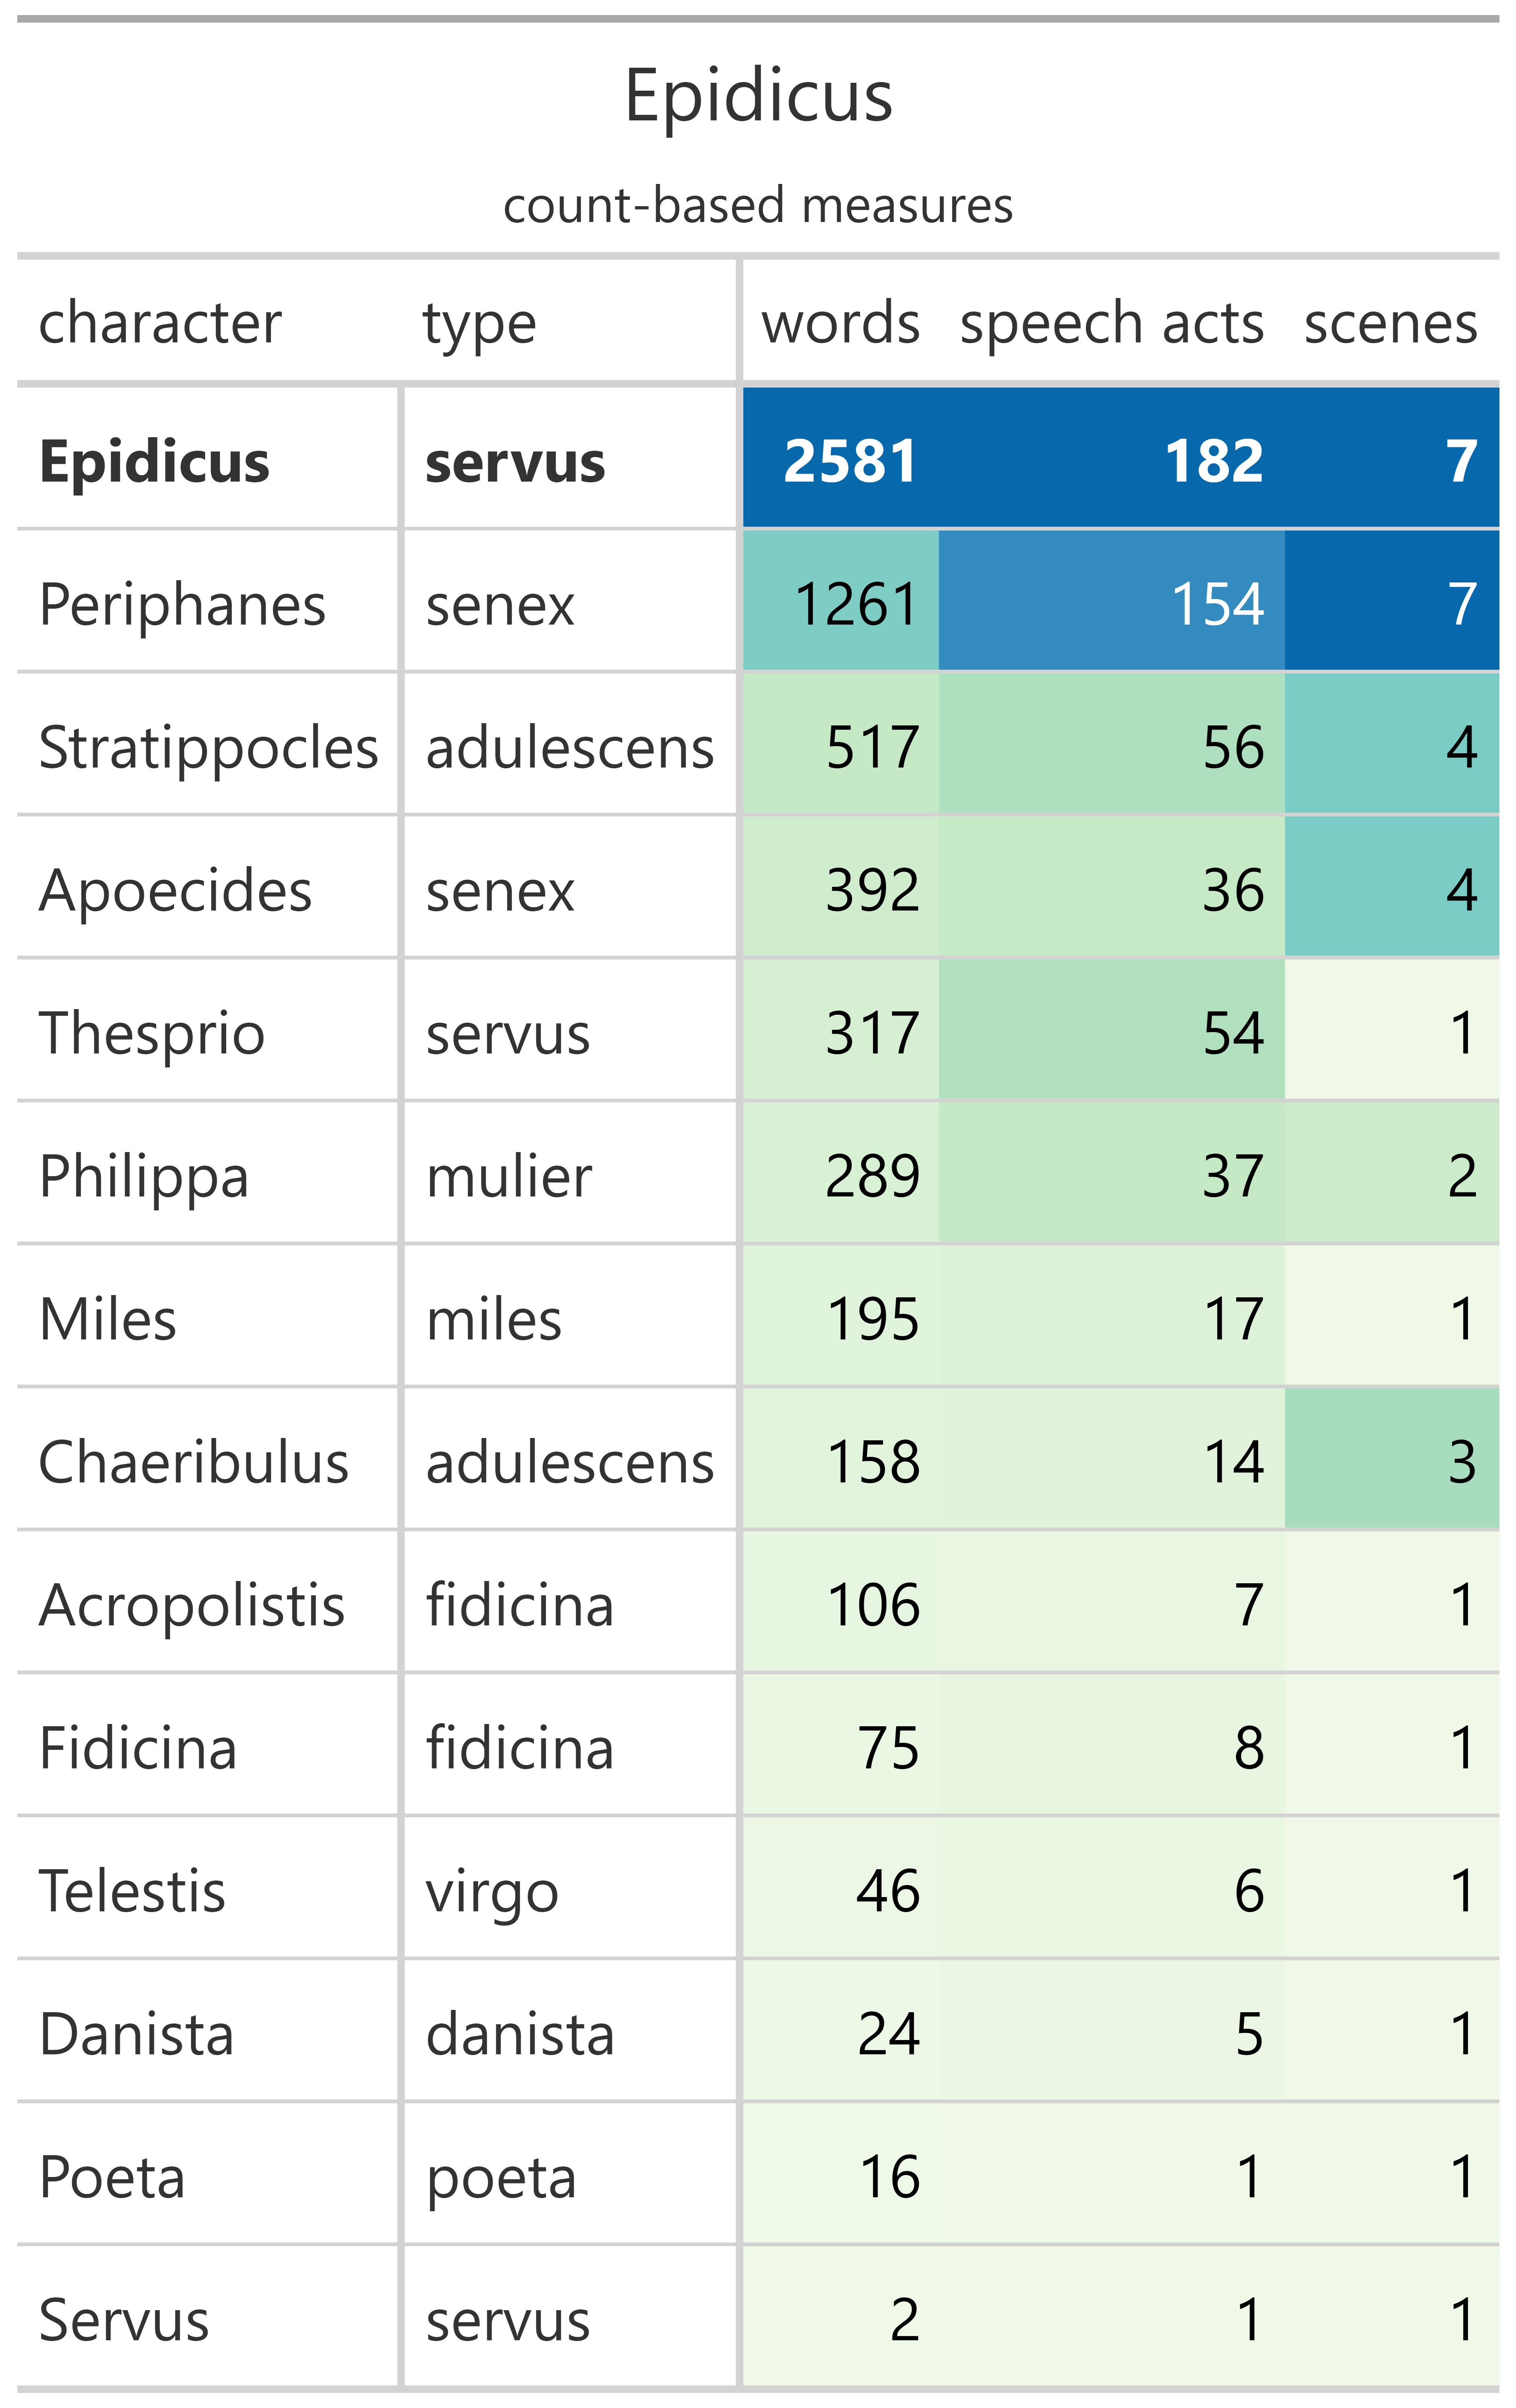 Epidicus
count-based measures
character type words speech acts scenes
Epidicus servus 2581 182 7
Periphanes senex 1261 154 7
Stratippocles adulescens 517 56 4
Apoecides senex 392 36 4
Thesprio servus 317 54 1
Philippa mulier 289 37 2
Miles miles 195 17 1
Chaeribulus adulescens 158 14 3
Acropolistis fidicina 106 7 1
Fidicina fidicina 75 8 1
Telestis virgo 46 6 1
Danista danista 24 5 1
Poeta poeta 16 1 1
Servus servus 2 1 1